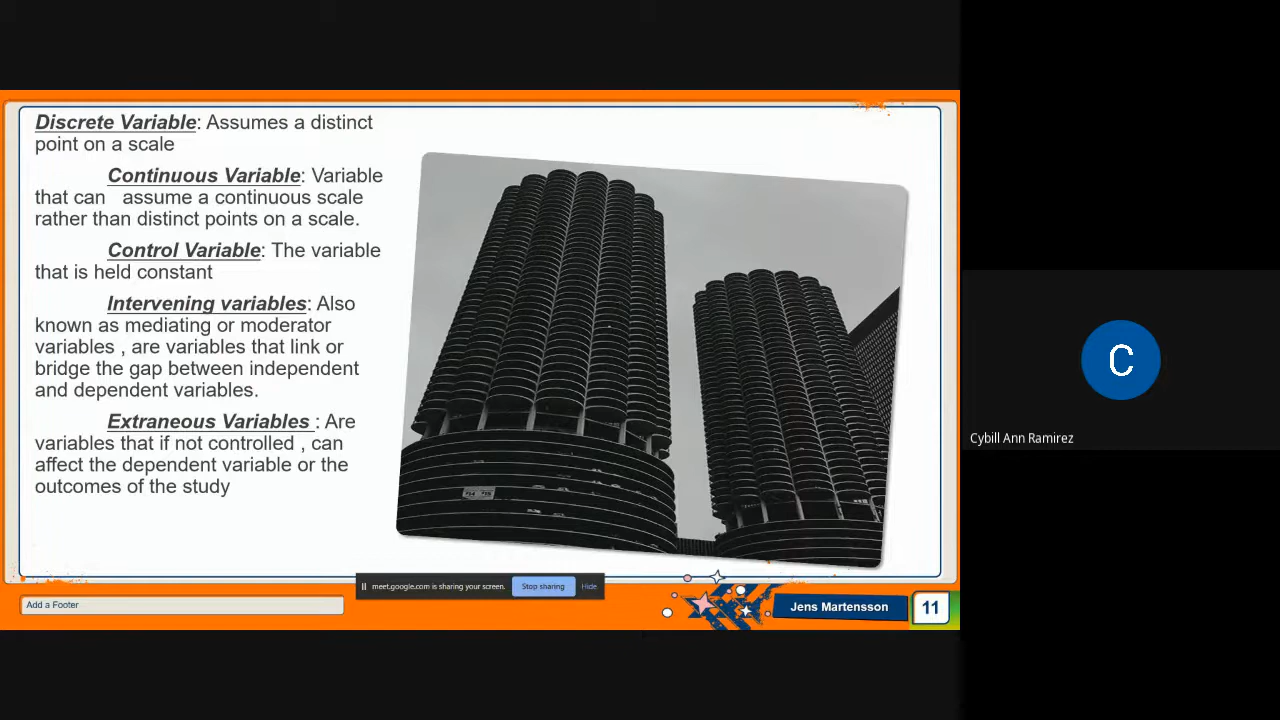 Discrete Variable: Assumes a distinct
point on a scale
Continuous Variable: Variable
that can assume a continuous scale
rather than distinct points on a scale.
Control Variable: The variable
that is held constant
Intervening variables: Also
known as mediating or moderator
variables , are variables that link or
bridge the gap between independent
and dependent variables.
Extraneous Variables : Are
variables that if not controlled , can
affect the dependent variable or the
outcomes of the study
meet.google.com is sharing your screen.
Stop sharing
Hide
Add a Footer
Jens Martensson
11
C
Cybill Ann Ramirez